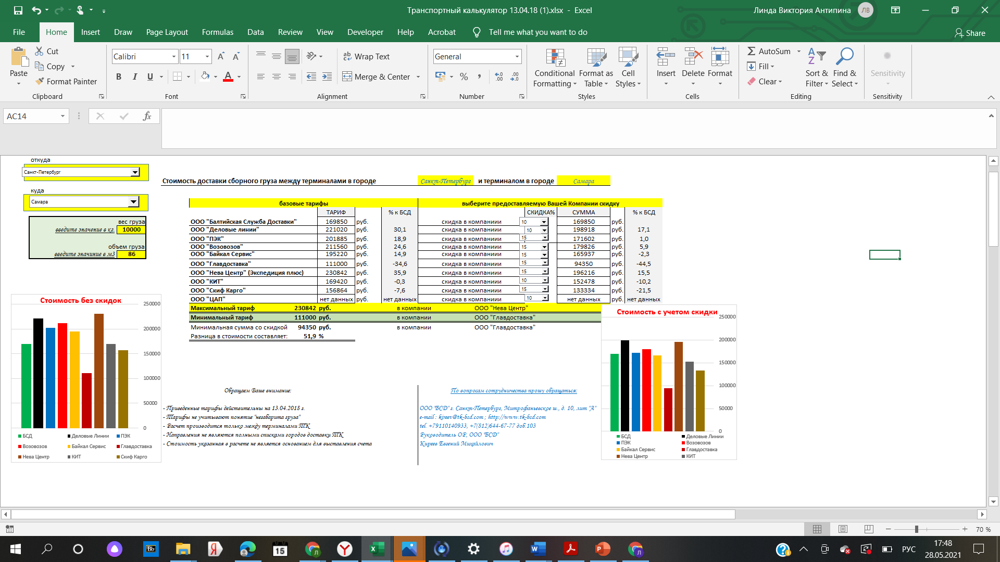 Транспортный калькулятор 13.04.18 (1).xlsx - Excel
Линда Виктория Антипина
ЛВ
File Home Insert Draw Page Layout Formulas Data Review View Developer Help Acrobat Tell me what you want to do
Share
Paste
Cut
Copy
Format Painter
Clipboard
Calibri 11
B I U
Font
Wrap Text
Merge & Center
Alignment
General
Number
Conditional Formatting
Format as Table
Cell Styles
Styles
Insert Delete Format
Cells
AutoSum
Fill
Clear
Sort & Filter
Find & Select
Editing
Sensitivity
Sensitivity
AC14
fx
откуда
Санкт-Петербург
куда
Самара
вес груза
введите значение в кг. 10000
объем груза
введите значиние в м3 86
Стоимость доставки сборного груза между терминалами в городе Санкт-Петербург и терминалом в городе Самара
базовые тарифы выберите предоставляемую Вашей Компании скидку
ТАРИФ % к БСД СКИДКА% СУММА % к БСД
ООО "Балтийская Служба Доставки" 169850 руб. скидка в компаниии 10 169850 руб.
ООО "Деловые линии" 221020 руб. 30,1 скидка в компаниии 10 198918 руб. 17,1
ООО "ПЭК" 201885 руб. 18,9 скидка в компаниии 15 171602 руб. 1,0
ООО "Возовозов" 211560 руб. 24,6 скидка в компаниии 15 179826 руб. 5,9
ООО "Байкал Сервис" 195220 руб. 14,9 скидка в компаниии 15 165937 руб. -2,3
ООО "Главдоставка" 111000 руб. -34,6 скидка в компаниии 15 94350 руб. -44,5
ООО "Нева Центр" (Экспедиция плюс) 230842 руб. 35,9 скидка в компаниии 15 196216 руб. 15,5
ООО "КИТ" 169420 руб. -0,3 скидка в компаниии 10 152478 руб. -10,2
ООО "Скиф Карго" 156864 руб. -7,6 скидка в компаниии 15 133334 руб. -21,5
ООО "ЦАП" нет данных руб. нет данных скидка в компаниии 10 нет данных руб. нет данных
Максимальный тариф 230842 руб. в компании ООО "Нева Центр"
Минимальный тариф 111000 руб. в компании ООО "Главдоставка"
Минимальная сумма со скидкой 94350 руб. в компании ООО "Главдоставка"
Разница в стоимости составляет: 51,9 %
Стоимость без скидок
250000
200000
150000
100000
50000
0
БСД Деловые Линии ПЭК
Возовозов Байкал Сервис Главдоставка
Нева Центр КИТ Скиф Карго
Обращаем Ваше внимание:
- Приведенные тарифы действительны на 13.04.2018 г.
- Тарифы не учитывают понятие "негабарита груза"
- Расчет производится только между терминалами ТК
- Направления не являются полными списками городов доставки ТК
- Стоимость указанная в расчете не является основанием для выставления счета
По вопросам сотрудничества прошу обращаться:
ООО "БСД" г. Санкт-Петербург, Митрофаньевское ш., д. 10, лит "А"
e-mail: kireev@tk-bsd.com ; http://www.tk-bsd.com
tel. +79110140933, +7(812)644-67-77 доб.103
Руководитель ОР, ООО "БСД"
Киреев Евгений Михайлович
Стоимость с учетом скидки
250000
200000
150000
100000
50000
0
БСД Деловые Линии
ПЭК Возовозов
Байкал Сервис Главдоставка
Нева Центр КИТ
70 %
РУС
17:48
28.05.2021